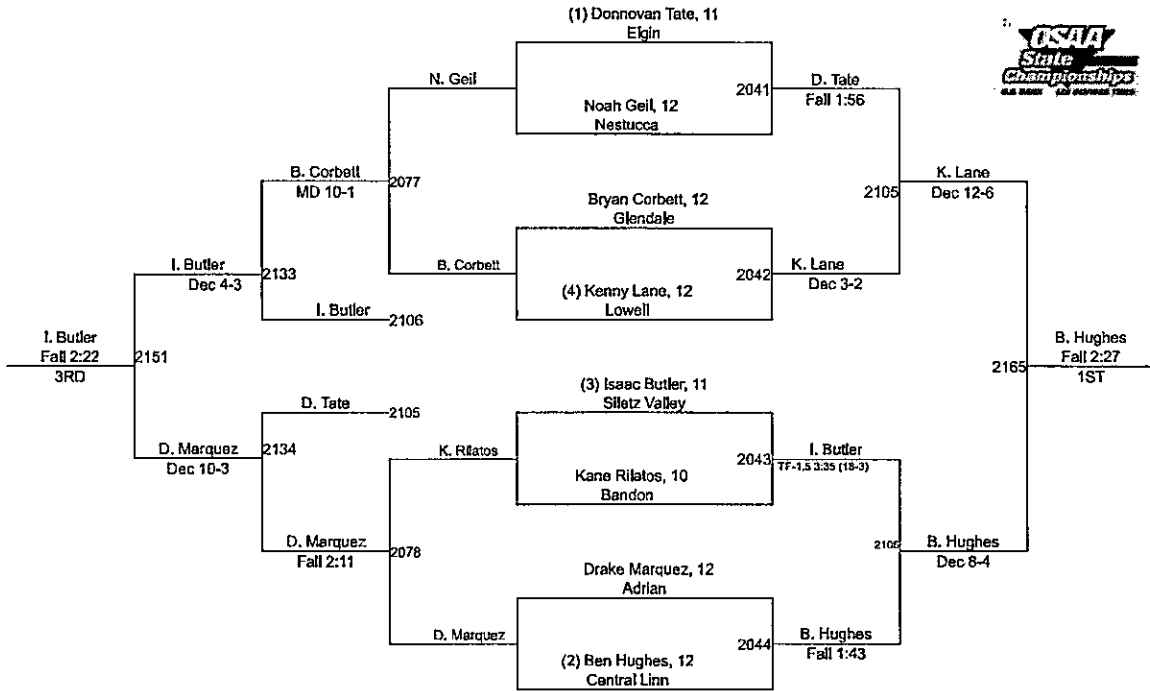 (1) Donnovan Tate, 11
Elgin
OSAA
State
Championships
N. Geil
2041
D. Tate
Fall 1:56
Noah Geil, 12
Nestucca
B. Corbett
MD 10-1
2077
K. Lane
Dec 12-6
2105
Bryan Corbett, 12
Glendale
I. Butler
Dec 4-3
2133
B. Corbett
2042
K. Lane
Dec 3-2
(4) Kenny Lane, 12
Lowell
I. Butler
2106
I. Butler
Fall 2:22
3RD
2151
2165
B. Hughes
Fall 2:27
1ST
(3) Isaac Butler, 11
Siletz Valley
D. Tate
2105
D. Marquez
Dec 10-3
2134
K. Rilatos
2043
I. Butler
TF-1.5 3:35 (18-3)
Kane Rilatos, 10
Bandon
D. Marquez
Fall 2:11
2078
B. Hughes
Dec 8-4
Drake Marquez, 12
Adrian
D. Marquez
2044
B. Hughes
Fall 1:43
(2) Ben Hughes, 12
Central Linn